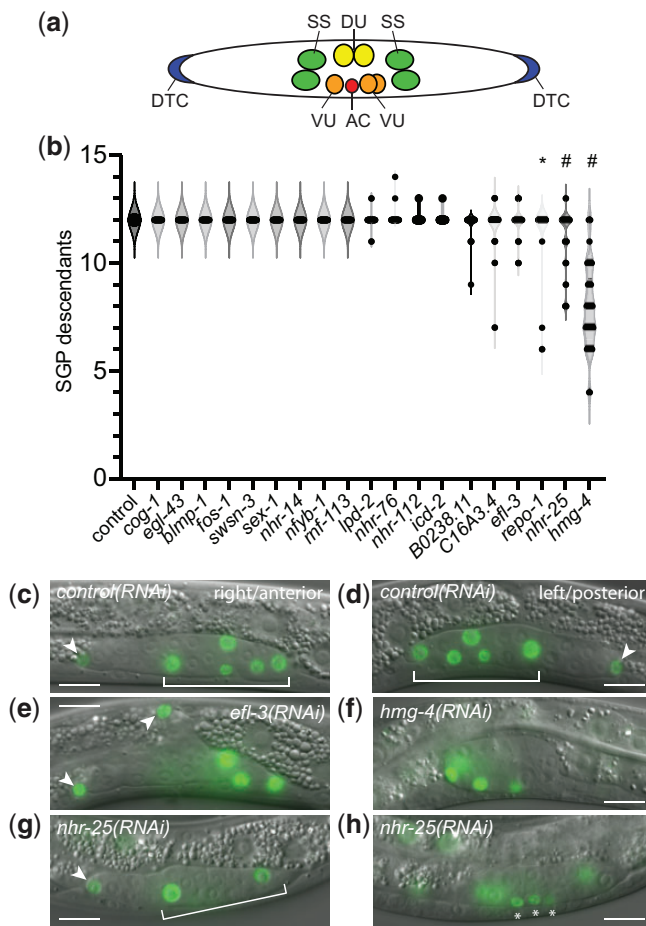 (a)
SS DU SS
DTC DTC
VU AC VU
(b)
15
10
5
0
SGP descendants
* # #
control
cog-1
egl-43
blmp-1
fos-1
swsn-3
sex-1
nhr-14
nfyb-1
rnf-113
lpd-2
nhr-76
nhr-112
icd-2
B0238.11
C16A3.4
efl-3
repo-1
nhr-25
hmg-4
(c) control(RNAi) right/anterior
(d) control(RNAi) left/posterior
(e) efl-3(RNAi)
(f) hmg-4(RNAi)
(g) nhr-25(RNAi)
(h) nhr-25(RNAi)
* * *